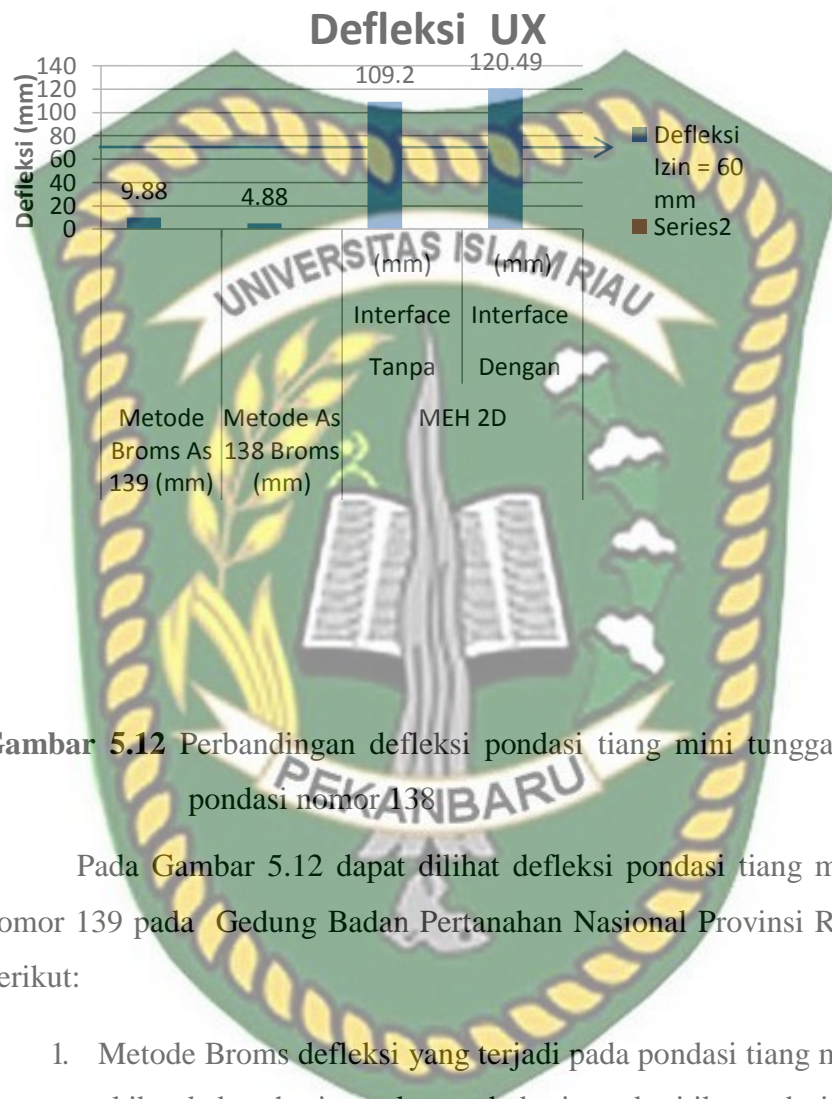 Defleksi UX
Defleksi (mm)
140
120
100
80
60
40
20
0
9.88
4.88
109.2
120.49
Defleksi
Izin = 60
mm
Series2
(mm)
(mm)
Interface
Interface
Tanpa
Dengan
Metode
Broms As
139 (mm)
Metode As
138 Broms
(mm)
MEH 2D
UNIVERSITAS ISLAM RIAU
Gambar 5.12 Perbandingan defleksi pondasi tiang mini tungga
pondasi nomor 138
PEKANBARU
Pada Gambar 5.12 dapat dilihat defleksi pondasi tiang m
omor 139 pada Gedung Badan Pertanahan Nasional Provinsi R
erikut:
1. Metode Broms defleksi yang terjadi pada pondasi tiang m